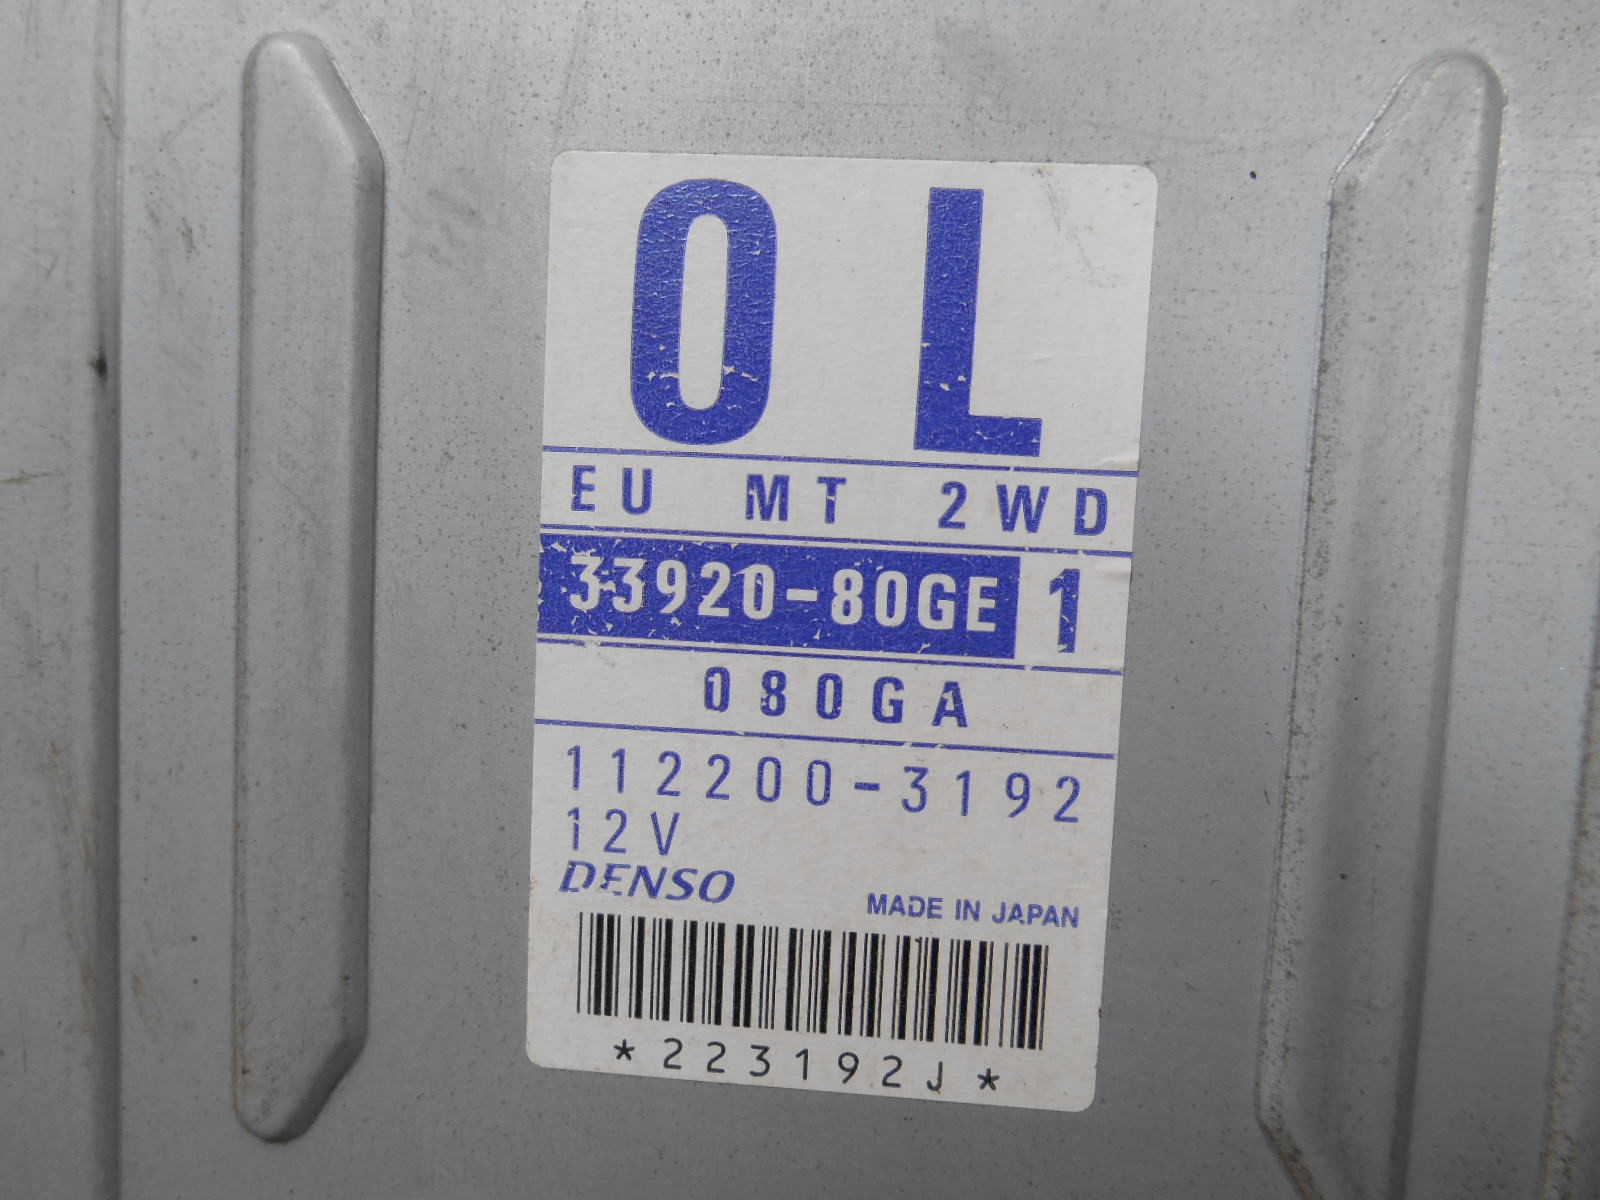 0 L
EU MT 2WD
33920-80GE 1
080GA
112200-3192
12V
DENSO
MADE IN JAPAN
*223192J*